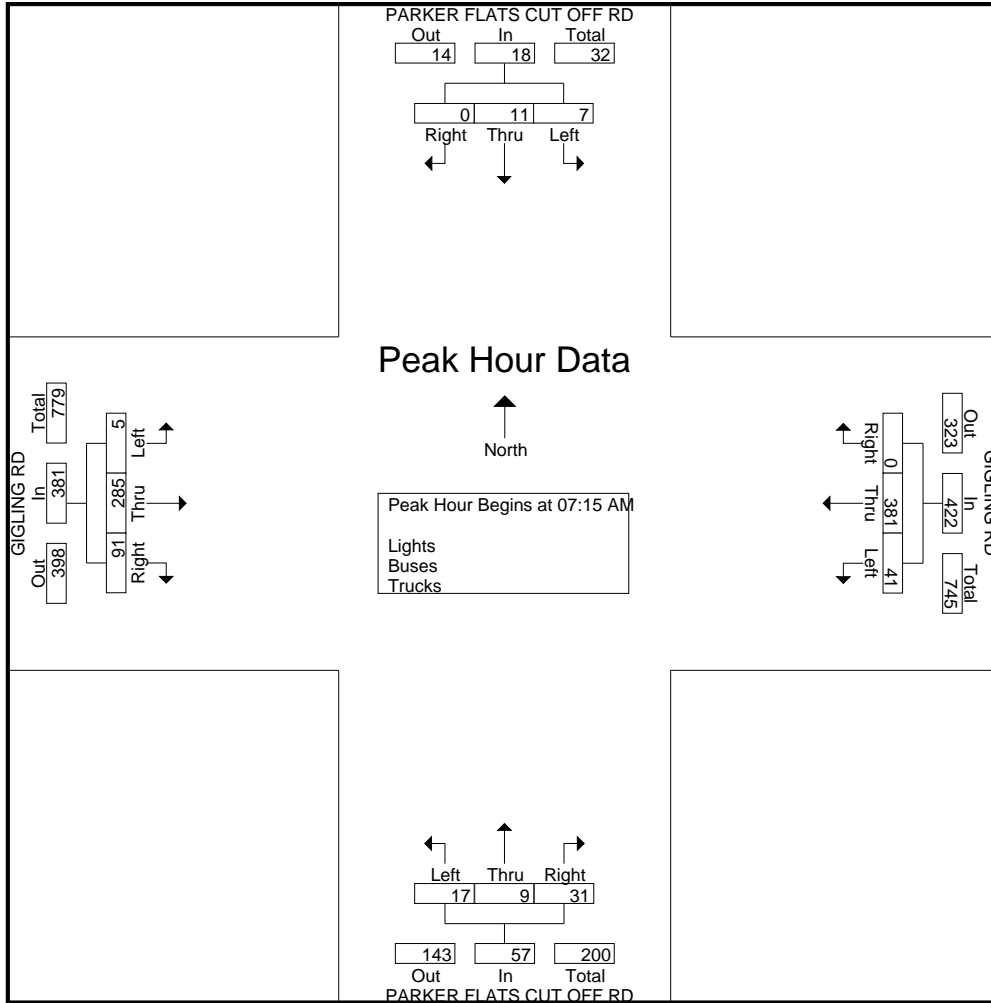 PARKER FLATS CUT OFF RD
Out In Total
14 18 32
0 11 7
Right Thru Left
Peak Hour Data
North
Peak Hour Begins at 07:15 AM
Lights
Buses
Trucks
GIGLING RD
Total In Out
779 381 398
5 285 91
Left Thru Right
GIGLING RD
Out In Total
323 422 745
0 381 41
Right Thru Left
Left Thru Right
17 9 31
143 57 200
Out In Total
PARKER FLATS CUT OFF RD